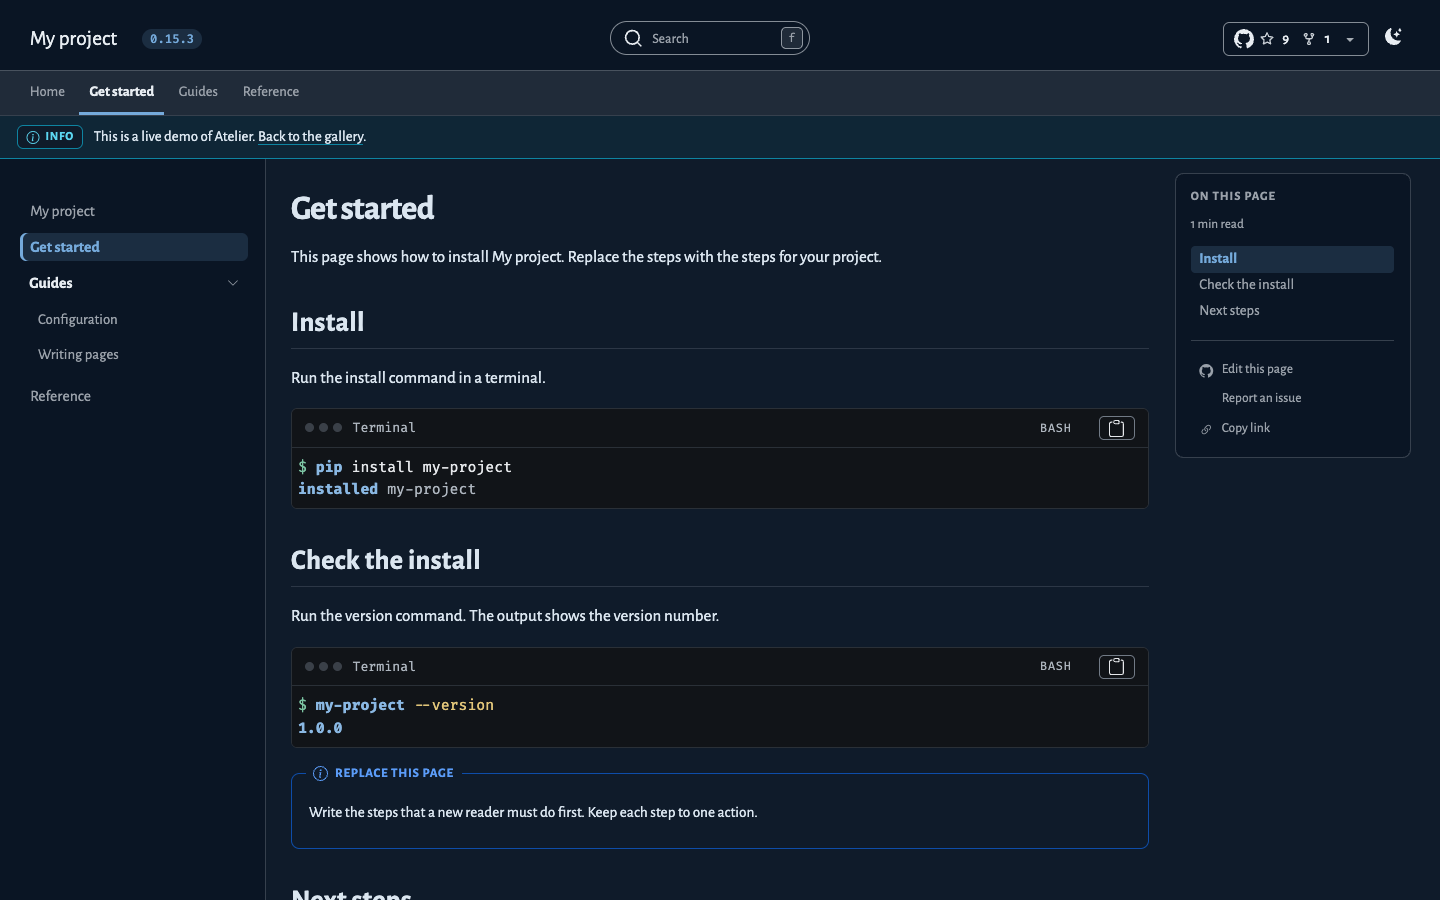 My project 0.15.3 Search f 9 1
Home Get started Guides Reference
INFO This is a live demo of Atelier. Back to the gallery.
My project
Get started
Guides
Configuration
Writing pages
Reference
Get started
This page shows how to install My project. Replace the steps with the steps for your project.
Install
Run the install command in a terminal.
Terminal BASH
$ pip install my-project
installed my-project
Check the install
Run the version command. The output shows the version number.
Terminal BASH
$ my-project --version
1.0.0
REPLACE THIS PAGE
Write the steps that a new reader must do first. Keep each step to one action.
Next steps
ON THIS PAGE
1 min read
Install
Check the install
Next steps
Edit this page
Report an issue
Copy link